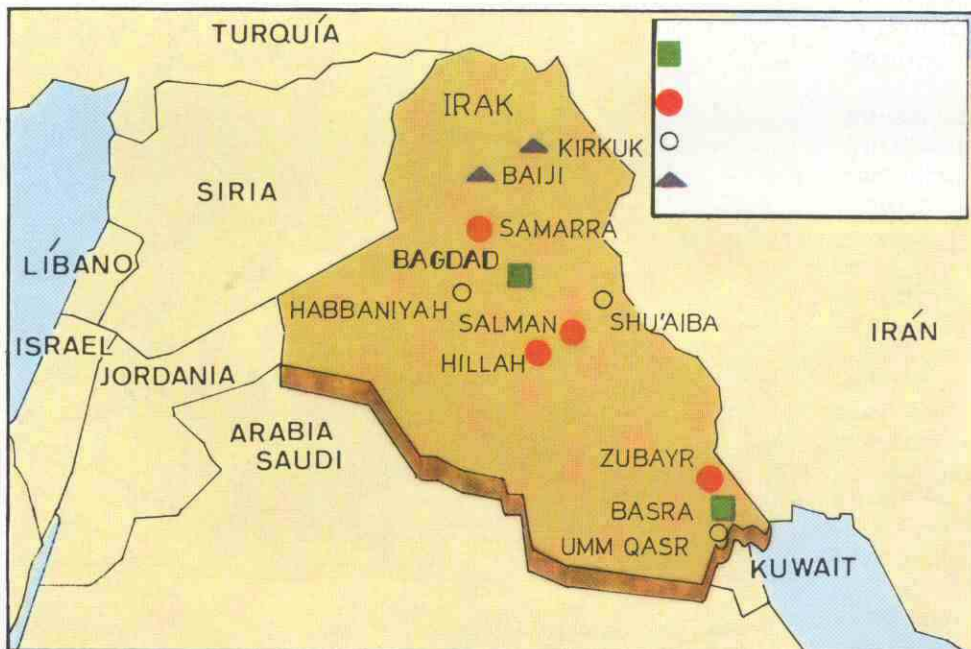 TURQUÍA
IRAK
KIRKUK
BAIJI
SIRIA
SAMARRA
BAGDAD
LÍBANO
HABBANIYAH
SALMAN
SHU'AIBA
IRÁN
ISRAEL
HILLAH
JORDANIA
ARABIA
SAUDI
ZUBAYR
BASRA
UMM QASR
KUWAIT